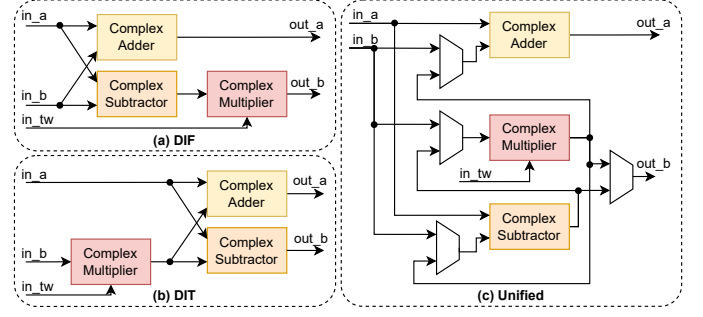 in_a
Complex
Adder
out_a
Complex
Subtractor
Complex
Multiplier
out_b
in_b
in_tw
(a) DIF
in_a
Complex
Adder
out_a
in_b
Complex
Multiplier
Complex
Subtractor
out_b
in_tw
(b) DIT
in_a
in_b
Complex
Adder
out_a
Complex
Multiplier
in_tw
out_b
Complex
Subtractor
(c) Unified